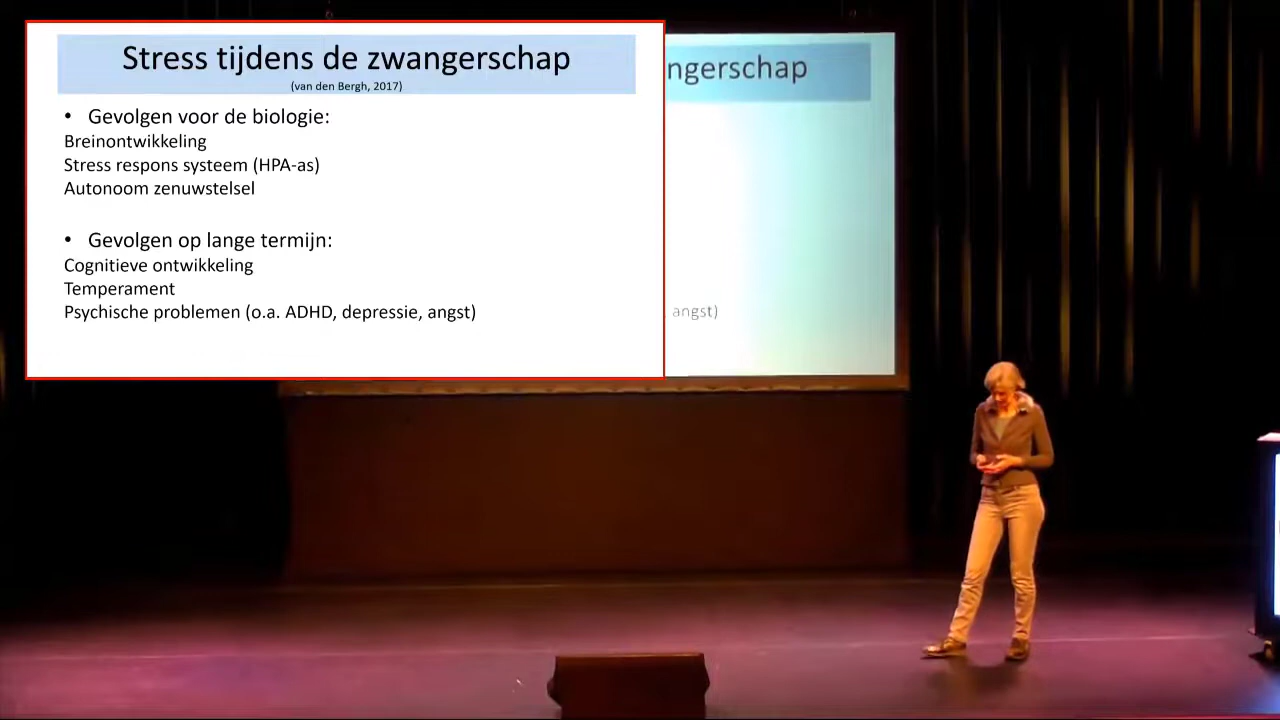 Stress tijdens de zwangerschap
(van den Bergh, 2017)
• Gevolgen voor de biologie:
Breinontwikkeling
Stress respons systeem (HPA-as)
Autonoom zenuwstelsel
• Gevolgen op lange termijn:
Cognitieve ontwikkeling
Temperament
Psychische problemen (o.a. ADHD, depressie, angst)
ngerschap
angst)